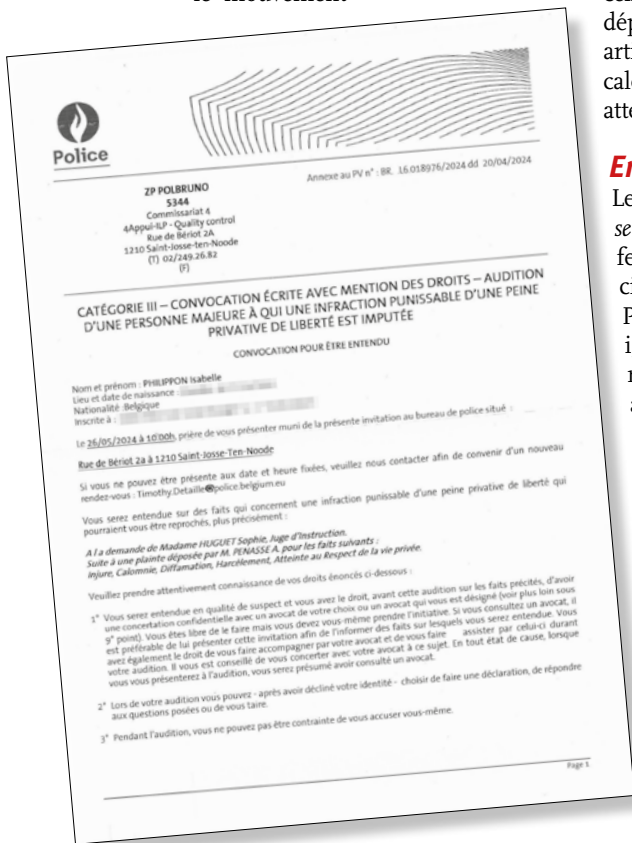 le mouvement
Police
Annexe au PV n° : BR. 16.018976/2024 dd 20/04/2024
ZP POLBRUNO
5344
Commissariat 4
4Appui-ILP - Quality control
Rue de Bériot 2A
1210 Saint-Josse-ten-Noode
(T) 02/249.26.82
(F)
CATÉGORIE III – CONVOCATION ÉCRITE AVEC MENTION DES DROITS – AUDITION
D'UNE PERSONNE MAJEURE À QUI UNE INFRACTION PUNISSABLE D'UNE PEINE
PRIVATIVE DE LIBERTÉ EST IMPUTÉE
CONVOCATION POUR ÊTRE ENTENDU
Nom et prénom : PHILIPPON Isabelle
Lieu et date de naissance :
Nationalité :Belgique
Inscrite à :
Le 26/05/2024 à 10:00h, prière de vous présenter muni de la présente invitation au bureau de police situé :
Rue de Bériot 2a à 1210 Saint-Josse-Ten-Noode
Si vous ne pouvez être présente aux date et heure fixées, veuillez nous contacter afin de convenir d'un nouveau
rendez-vous : Timothy.Detaille@police.belgium.eu
Vous serez entendue sur des faits qui concernent une infraction punissable d'une peine privative de liberté qui
pourraient vous être reprochés, plus précisément :
A la demande de Madame HUGUET Sophie, Juge d'Instruction.
Suite à une plainte déposée par M. PENASSE A. pour les faits suivants :
Injure, Calomnie, Diffamation, Harcèlement, Atteinte au Respect de la vie privée.
Veuillez prendre attentivement connaissance de vos droits énoncés ci-dessous :
1° Vous serez entendue en qualité de suspect et vous avez le droit, avant cette audition sur les faits précités, d'avoir
une concertation confidentielle avec un avocat de votre choix ou un avocat qui vous est désigné (voir plus loin sous
9° point). Vous êtes libre de le faire mais vous devez vous-même prendre l'initiative. Si vous consultez un avocat, il
est préférable de lui présenter cette invitation afin de l'informer des faits sur lesquels vous serez entendue. Vous
avez également le droit de vous faire accompagner par votre avocat et de vous faire assister par celui-ci durant
votre audition. Il vous est conseillé de vous concerter avec votre avocat à ce sujet. En tout état de cause, lorsque
vous vous présenterez à l'audition, vous serez présumé avoir consulté un avocat.
2° Lors de votre audition vous pouvez - après avoir décliné votre identité - choisir de faire une déclaration, de répondre
aux questions posées ou de vous taire.
3° Pendant l'audition, vous ne pouvez pas être contrainte de vous accuser vous-même.
Page 1
dép
arti
calo
atte
En
Le
se
fe
ci
P
i
r
a